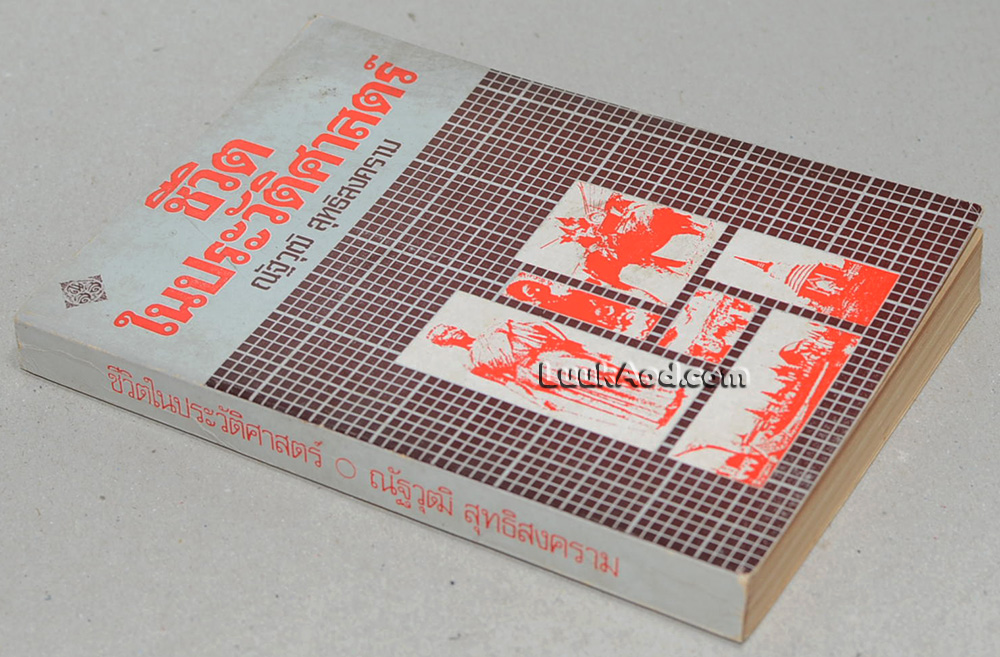 ชีวิต
ในประวัติศาสตร์
ณัฐวุฒิ สุทธิสงคราม
ชีวิตในประวัติศาสตร์ ○ ณัฐวุฒิ สุทธิสงคราม
LuukAod.com